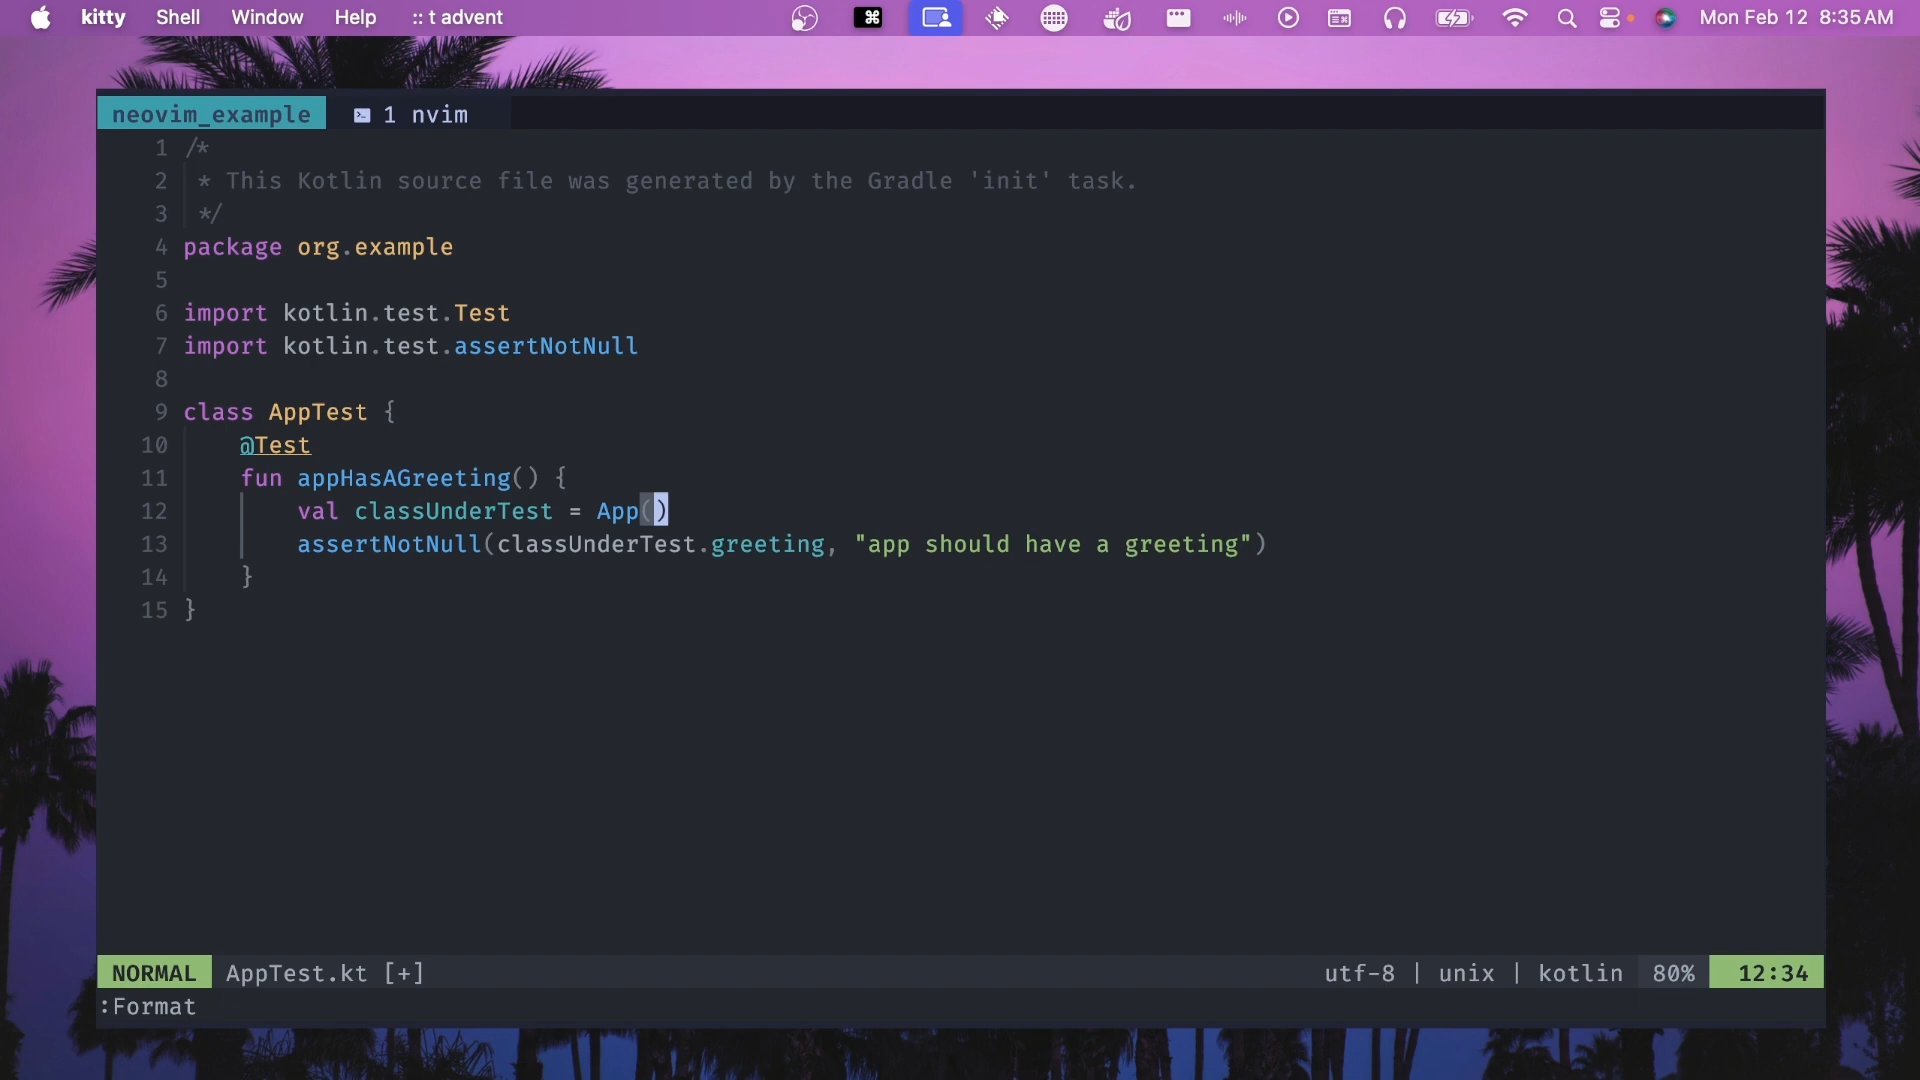 kitty Shell Window Help :: t advent Mon Feb 12 8:35 AM
neovim_example 1 nvim
1 /*
2 * This Kotlin source file was generated by the Gradle 'init' task.
3 */
4 package org.example
5
6 import kotlin.test.Test
7 import kotlin.test.assertNotNull
8
9 class AppTest {
10 @Test
11 fun appHasAGreeting() {
12 val classUnderTest = App()
13 assertNotNull(classUnderTest.greeting, "app should have a greeting")
14 }
15 }
NORMAL AppTest.kt [+] utf-8 | unix | kotlin 80% 12:34
:Format